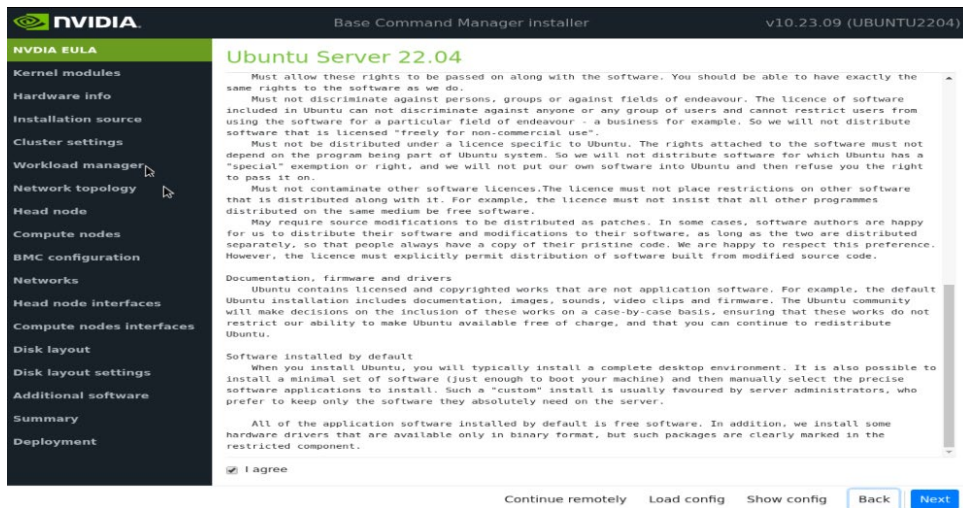 NVIDIA.
Base Command Manager installer
v10.23.09 (UBUNTU2204)
NVDIA EULA
Kernel modules
Hardware info
Installation source
Cluster settings
Workload manager
Network topology
Head node
Compute nodes
BMC configuration
Networks
Head node interfaces
Compute nodes interfaces
Disk layout
Disk layout settings
Additional software
Summary
Deployment
Ubuntu Server 22.04
Must allow these rights to be passed on along with the software. You should be able to have exactly the
same rights to the software as we do.
Must not discriminate against persons, groups or against fields of endeavour. The licence of software
included in Ubuntu can not discriminate against anyone or any group of users and cannot restrict users from
using the software for a particular field of endeavour - a business for example. So we will not distribute
software that is licensed "freely for non-commercial use".
Must not be distributed under a licence specific to Ubuntu. The rights attached to the software must not
depend on the program being part of Ubuntu system. So we will not distribute software for which Ubuntu has a
"special" exemption or right, and we will not put our own software into Ubuntu and then refuse you the right
to pass it on.
Must not contaminate other software licences.The licence must not place restrictions on other software
that is distributed along with it. For example, the licence must not insist that all other programmes
distributed on the same medium be free software.
May require source modifications to be distributed as patches. In some cases, software authors are happy
for us to distribute their software and modifications to their software, as long as the two are distributed
separately, so that people always have a copy of their pristine code. We are happy to respect this preference.
However, the licence must explicitly permit distribution of software built from modified source code.
Documentation, firmware and drivers
Ubuntu contains licensed and copyrighted works that are not application software. For example, the default
Ubuntu installation includes documentation, images, sounds, video clips and firmware. The Ubuntu community
will make decisions on the inclusion of these works on a case-by-case basis, ensuring that these works do not
restrict our ability to make Ubuntu available free of charge, and that you can continue to redistribute
Ubuntu.
Software installed by default
When you install Ubuntu, you will typically install a complete desktop environment. It is also possible to
install a minimal set of software (just enough to boot your machine) and then manually select the precise
software applications to install. Such a "custom" install is usually favoured by server administrators, who
prefer to keep only the software they absolutely need on the server.
All of the application software installed by default is free software. In addition, we install some
hardware drivers that are available only in binary format, but such packages are clearly marked in the
restricted component.
I agree
Continue remotely
Load config
Show config
Back
Next